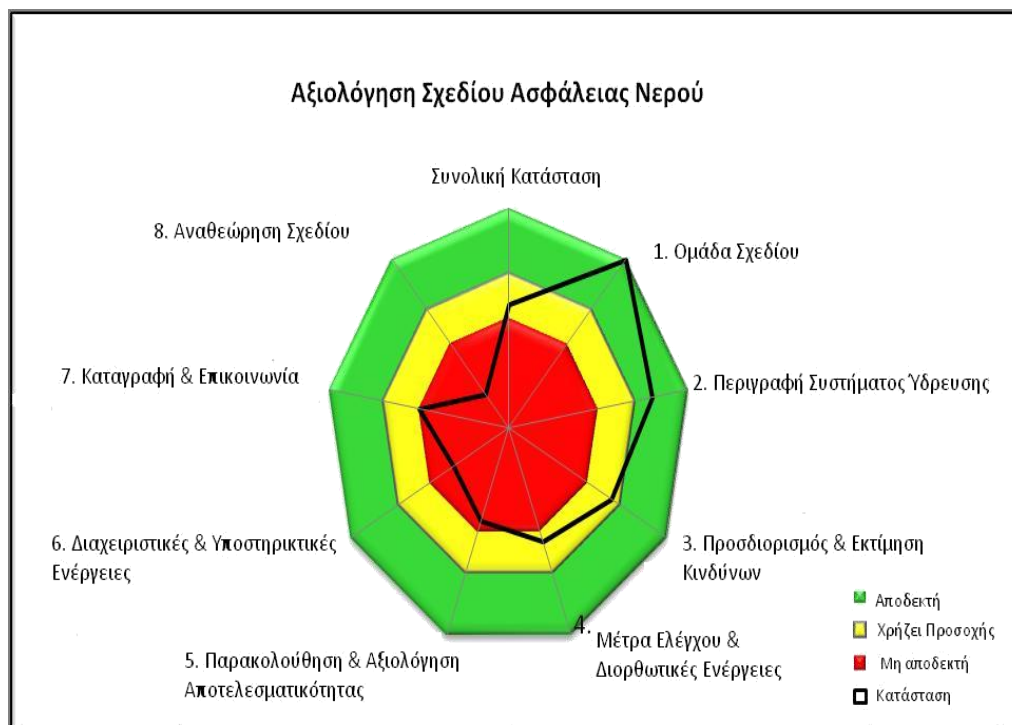 Αξιολόγηση Σχεδίου Ασφάλειας Νερού
Συνολική Κατάσταση
1. Ομάδα Σχεδίου
2. Περιγραφή Συστήματος Ύδρευσης
3. Προσδιορισμός & Εκτίμηση
Κινδύνων
4.
Μέτρα Ελέγχου &
Διορθωτικές Ενέργειες
5. Παρακολούθηση & Αξιολόγηση
Αποτελεσματικότητας
6. Διαχειριστικές & Υποστηρικτικές
Ενέργειες
7. Καταγραφή & Επικοινωνία
8. Αναθεώρηση Σχεδίου
Αποδεκτή
Χρήζει Προσοχής
Μη αποδεκτή
Κατάσταση